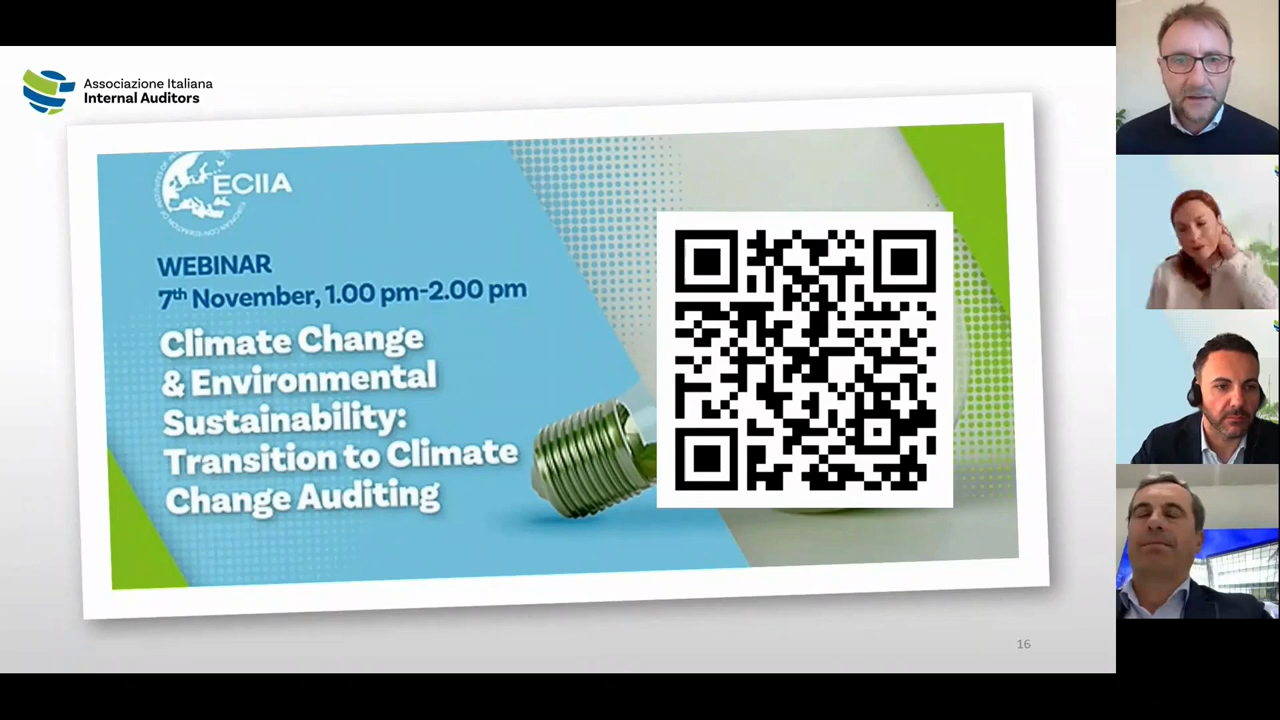 Associazione Italiana
Internal Auditors
ECIIA
WEBINAR
7th November, 1.00 pm-2.00 pm
Climate Change
& Environmental
Sustainability:
Transition to Climate
Change Auditing
16